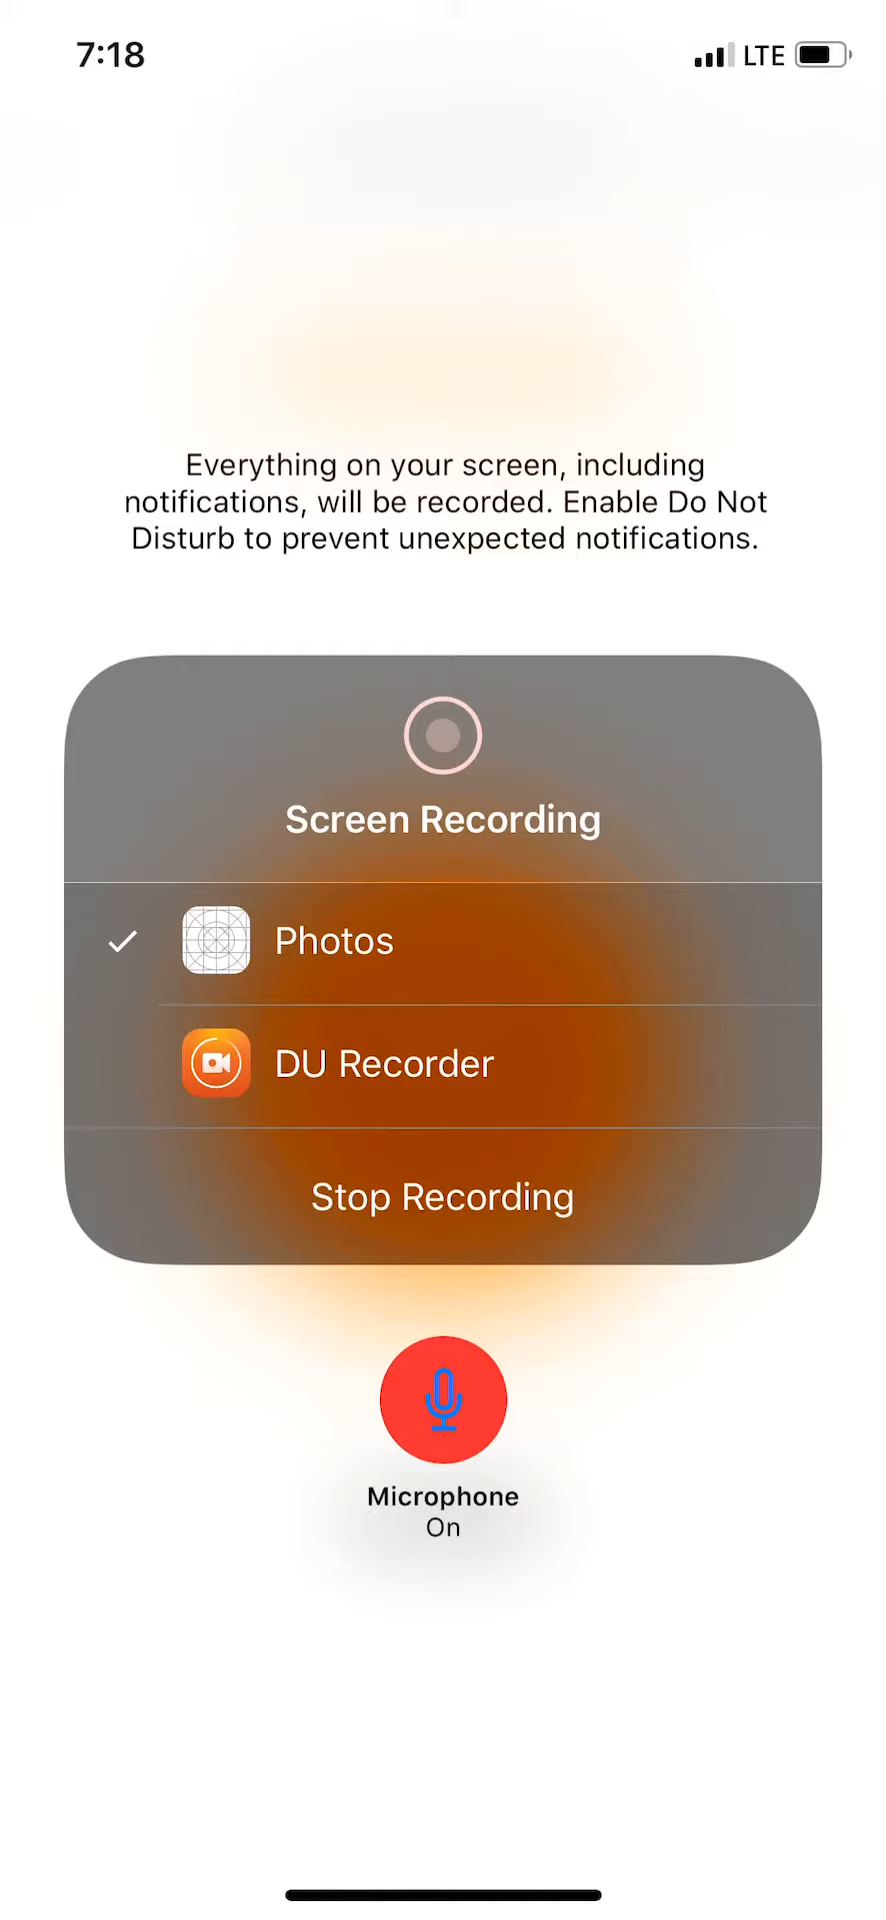 7:18
LTE
Everything on your screen, including
notifications, will be recorded. Enable Do Not
Disturb to prevent unexpected notifications.
Screen Recording
Photos
DU Recorder
Stop Recording
Microphone
On